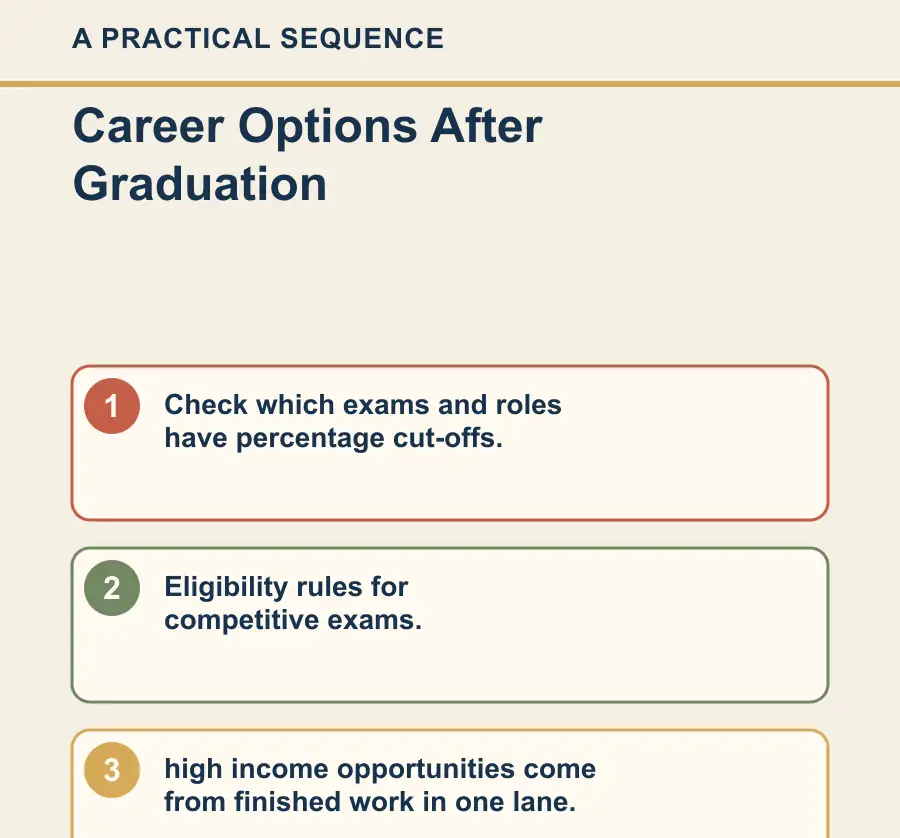 A PRACTICAL SEQUENCE
Career Options After
Graduation
1
Check which exams and roles
have percentage cut-offs.
2
Eligibility rules for
competitive exams.
3
high income opportunities come
from finished work in one lane.